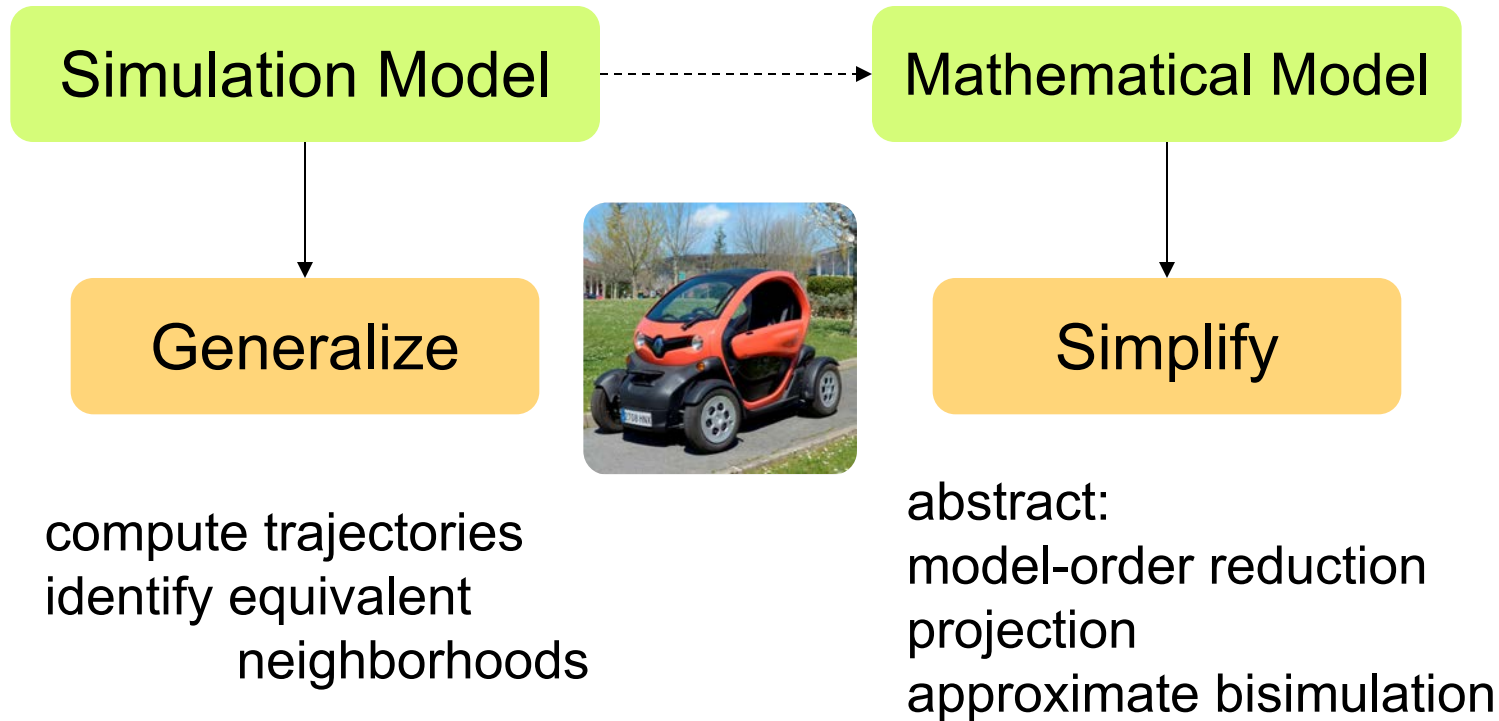 Simulation Model
Mathematical Model
Generalize
Simplify
compute trajectories
identify equivalent
neighborhoods
abstract:
model-order reduction
projection
approximate bisimulation